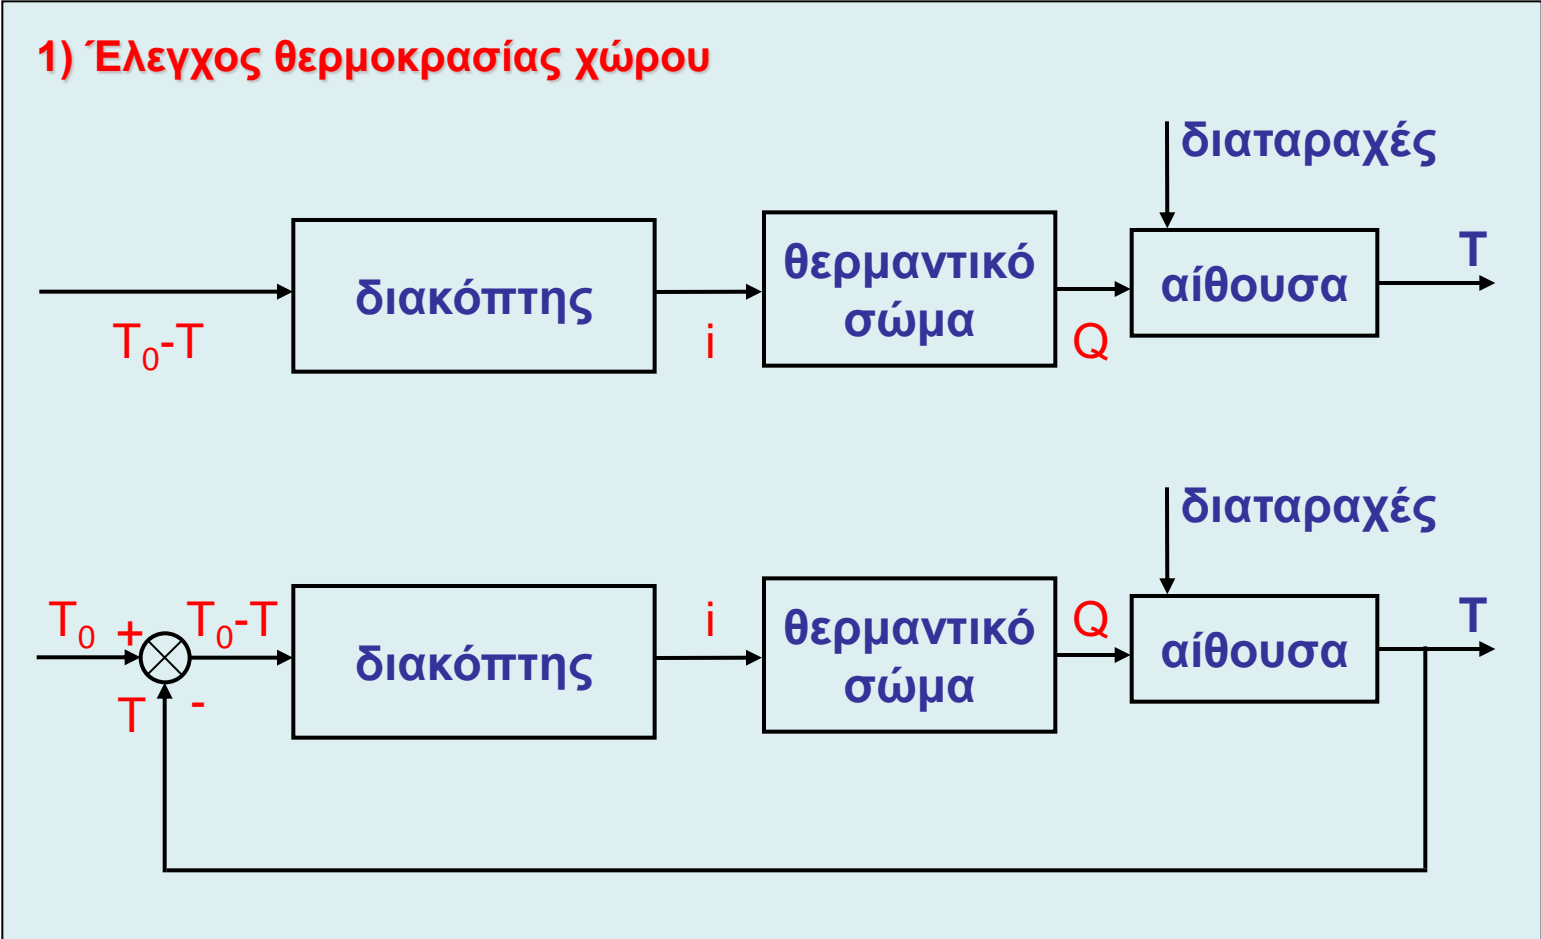 1) Έλεγχος θερμοκρασίας χώρου
διαταραχές
διακόπτης
θερμαντικό
σώμα
αίθουσα
T
T₀-T
i
Q
διαταραχές
T₀
+
T₀-T
διακόπτης
i
θερμαντικό
σώμα
Q
αίθουσα
T
T
-